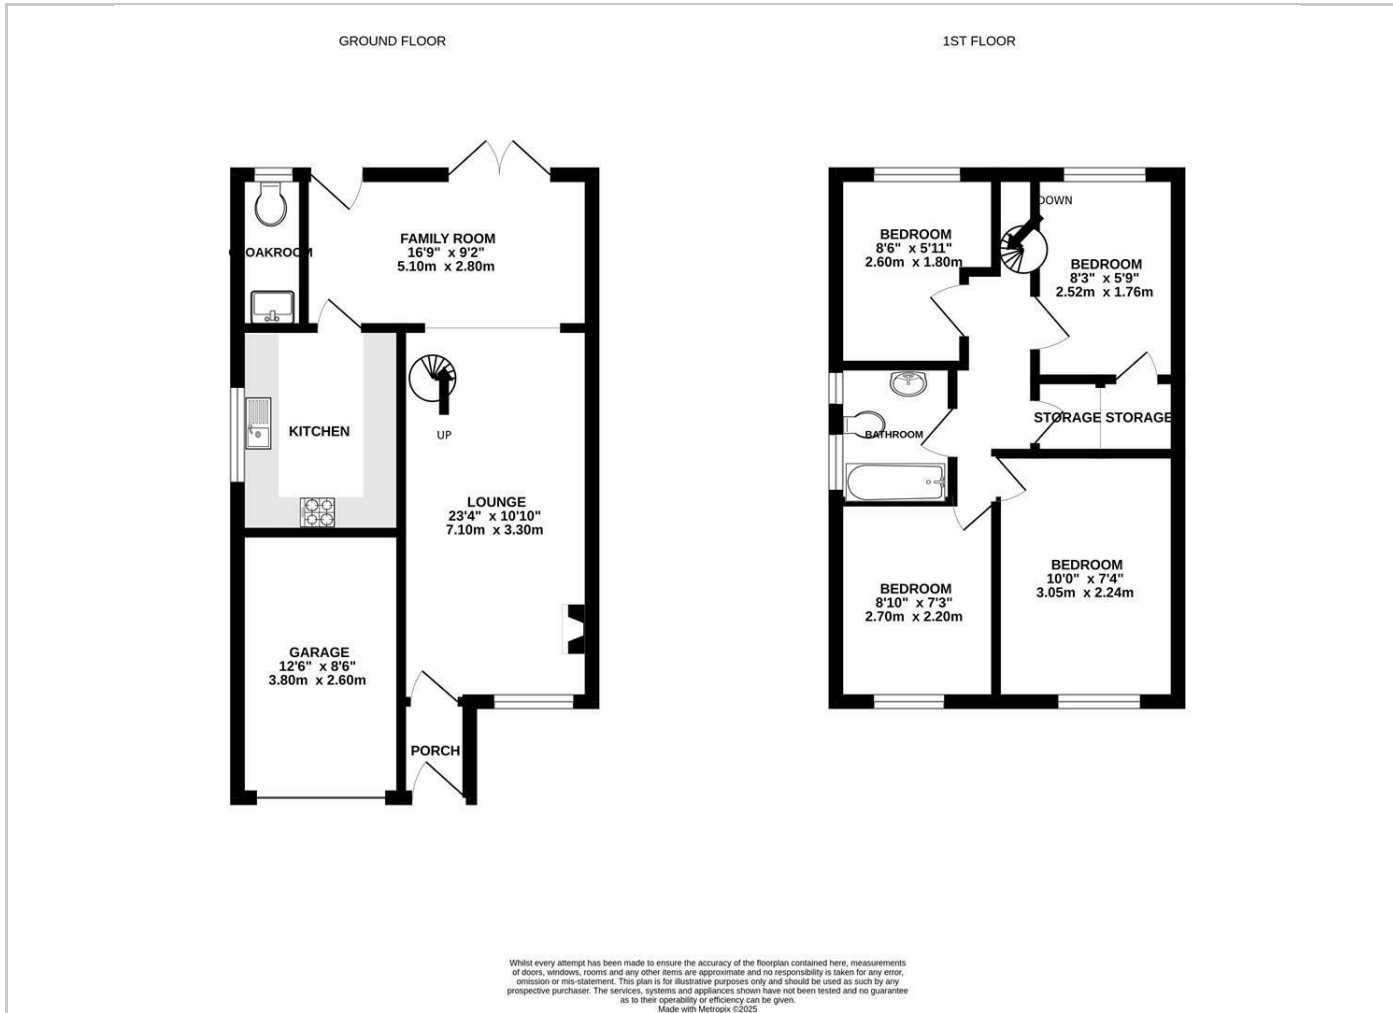 GROUND FLOOR
1ST FLOOR
CLOAKROOM
FAMILY ROOM
16'9" x 9'2"
5.10m x 2.80m
KITCHEN
UP
LOUNGE
23'4" x 10'10"
7.10m x 3.30m
GARAGE
12'6" x 8'6"
3.80m x 2.60m
PORCH
BEDROOM
8'6" x 5'11"
2.60m x 1.80m
DOWN
BEDROOM
8'3" x 5'9"
2.52m x 1.76m
STORAGE STORAGE
BATHROOM
BEDROOM
8'10" x 7'3"
2.70m x 2.20m
BEDROOM
10'0" x 7'4"
3.05m x 2.24m
Whilst every attempt has been made to ensure the accuracy of the floorplan contained here, measurements
of doors, windows, rooms and any other items are approximate and no responsibility is taken for any error,
omission or mis-statement. This plan is for illustrative purposes only and should be used as such by any
prospective purchaser. The services, systems and appliances shown have not been tested and no guarantee
as to their operability or efficiency can be given.
Made with Metropix ©2025